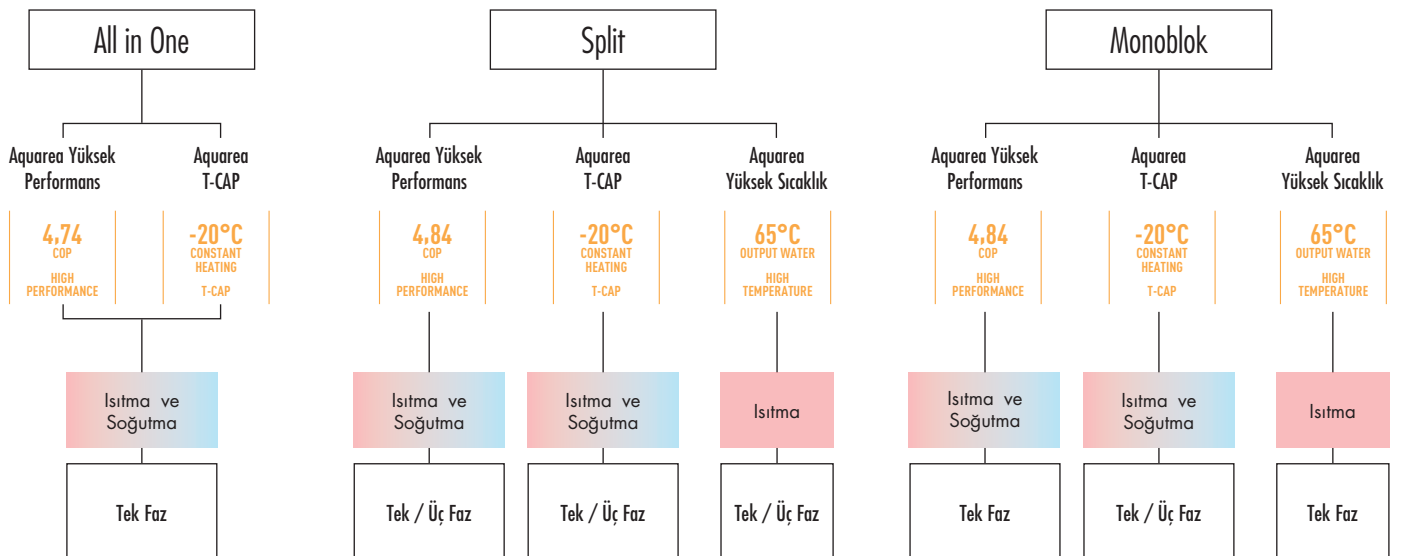 All in One
Split
Monoblok
Aquarea Yüksek
Performans
Aquarea
T-CAP
Aquarea Yüksek
Performans
Aquarea
T-CAP
Aquarea
Yüksek Sıcaklık
Aquarea Yüksek
Performans
Aquarea
T-CAP
Aquarea
Yüksek Sıcaklık
4,74
COP
HIGH
PERFORMANCE
-20°C
CONSTANT
HEATING
T-CAP
4,84
COP
HIGH
PERFORMANCE
-20°C
CONSTANT
HEATING
T-CAP
65°C
OUTPUT WATER
HIGH
TEMPERATURE
4,84
COP
HIGH
PERFORMANCE
-20°C
CONSTANT
HEATING
T-CAP
65°C
OUTPUT WATER
HIGH
TEMPERATURE
Isıtma ve
Soğutma
Isıtma ve
Soğutma
Isıtma ve
Soğutma
Isıtma
Isıtma ve
Soğutma
Isıtma ve
Soğutma
Isıtma
Tek Faz
Tek / Üç Faz
Tek / Üç Faz
Tek / Üç Faz
Tek Faz
Tek / Üç Faz
Tek Faz